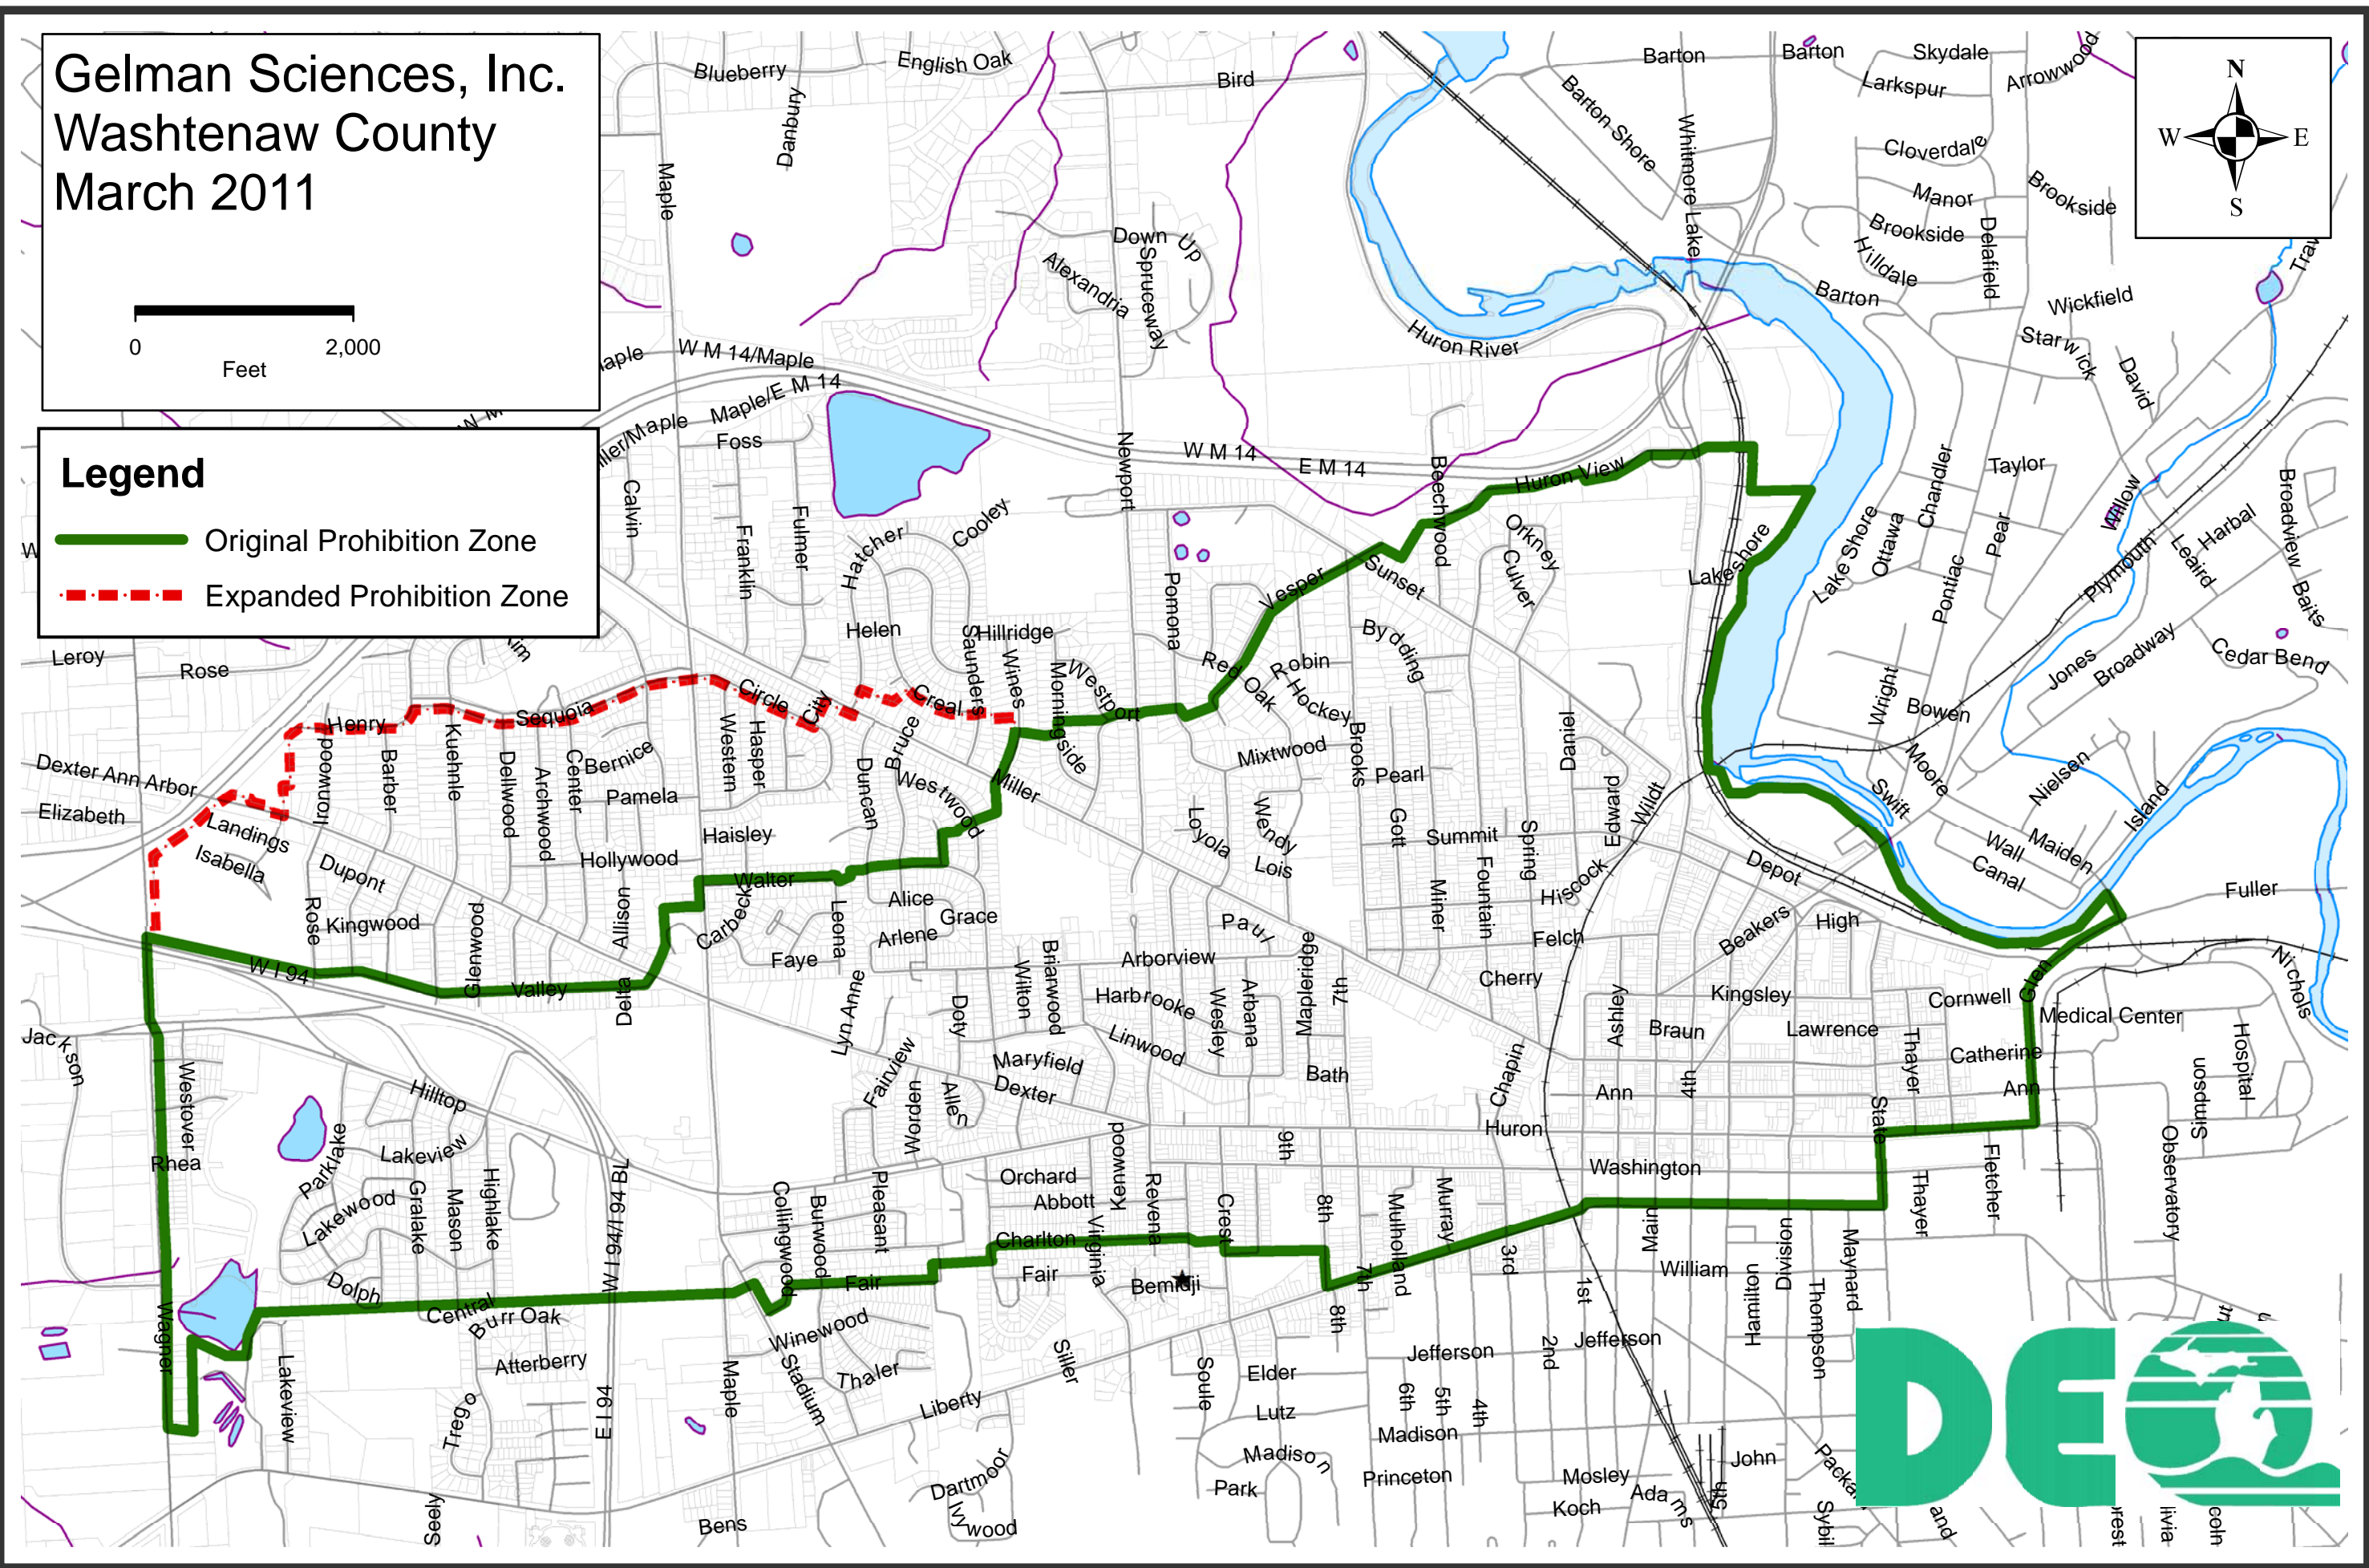 Gelman Sciences, Inc.
Washtenaw County
March 2011
0
2,000
Feet
Legend
Original Prohibition Zone
Expanded Prohibition Zone
N
W
E
S
Blueberry
English Oak
Danbury
Maple
Bird
Barton
Barton
Skydale
Larkspur
Arrowwood
Barton Shore
Whitmore Lake
Cloverdale
Manor
Brookside
Brookside
Delafield
Hilldale
Barton
Wickfield
Starwick
David
Down
Up
Spruceway
Alexandria
Huron River
W M 14/Maple
Maple/E M 14
Foss
Calvin
Franklin
Fulmer
Hatcher
Cooley
Newport
W M 14
E M 14
Beechwood
Huron View
Orkney
Culver
Lakeshore
Lake Shore
Ottawa
Chandler
Taylor
Pear
Pontiac
Willow
Plymouth
Leaird
Harbal
Broadview
Baits
Cedar Bend
Jones
Broadway
Wright
Bowen
Moore
Swift
Nielsen
Island
Wall
Maiden
Canal
Fuller
Leroy
Rose
Helen
Saunders
Hillridge
Wines
Morningside
Westport
Pomona
Vesper
Sunset
Bydding
Red Oak
Robin
Hockey
Brooks
Mixtwood
Pearl
Daniel
Edward
Wildt
Gott
Summit
Spring
Fountain
Miner
Hiscock
Felch
Cherry
Depot
Beakers
High
Kingsley
Cornwell
Glen
Medical Center
Nichols
Hospital
Simpson
Observatory
Henry
Sequoia
Circle
City
Creal
Ironwood
Barber
Kuehnle
Dellwood
Archwood
Center
Bernice
Pamela
Western
Hasper
Duncan
Bruce
Westwood
Miller
Dexter Ann Arbor
Elizabeth
Landings
Isabella
Dupont
Rose
Kingwood
Hollywood
Haisley
Walter
Allison
Glenwood
Valley
Delta
W I 94
Carbeck
Leona
Faye
Alice
Grace
Arlene
Lyn Anne
Loyola
Wendy
Lois
Paul
Arborview
Wilton
Briarwood
Doty
Harbrooke
Wesley
Arbana
Mapleridge
7th
Linwood
Maryfield
Dexter
Bath
Fairview
Worden
Allen
Chapin
Huron
Ashley
Braun
Ann
4th
Lawrence
Thayer
Catherine
Ann
State
Washington
Fletcher
Thayer
Jackson
Westover
Rhea
Hilltop
Parklake
Lakeview
Lakewood
Gralake
Mason
Highlake
Dolph
Wagner
Lakeview
Central
Burr Oak
Atterberry
Trego
Seeley
W I 94/I 94 BL
E I 94
Collingwood
Burwood
Pleasant
Fair
Winewood
Thaler
Stadium
Maple
Liberty
Bens
Dartmoor
Ivywood
Orchard
Abbott
Kenwood
Revena
Charlton
Virginia
Fair
Bemidji
Siller
Crest
9th
8th
8th
7th
Mulholland
Murray
3rd
2nd
1st
Main
William
Hamilton
Division
Thompson
Maynard
Jefferson
Jefferson
Soule
Elder
Lutz
Madison
Park
6th
5th
4th
Madison
Princeton
Mosley
Koch
Adams
5th
John
Sybil
DEQ